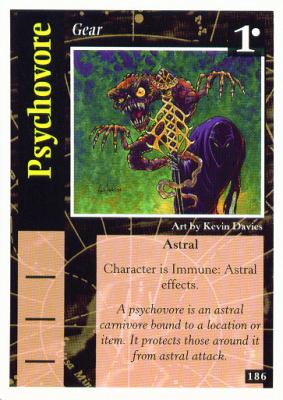 Psychovore
Gear
1•
Art by Kevin Davies
Astral
Character is Immune: Astral
effects.
A psychovore is an astral
carnivore bound to a location or
item. It protects those around it
from astral attack.
186